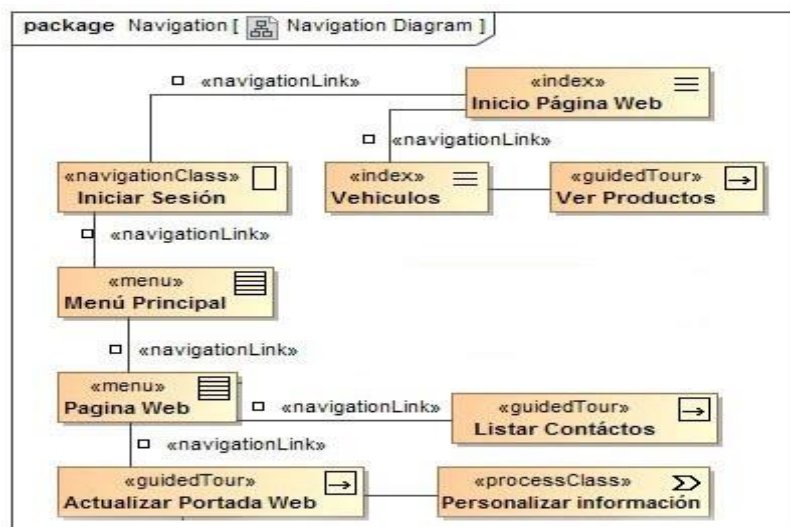 package Navigation [ Navigation Diagram ]
«navigationLink»
«index»
Inicio Página Web
«navigationLink»
«navigationClass»
Iniciar Sesión
«index»
Vehiculos
«guidedTour»
Ver Productos
«navigationLink»
«menu»
Menú Principal
«navigationLink»
«menu»
Pagina Web
«navigationLink»
«guidedTour»
Listar Contáctos
«navigationLink»
«guidedTour»
Actualizar Portada Web
«processClass»
Personalizar información